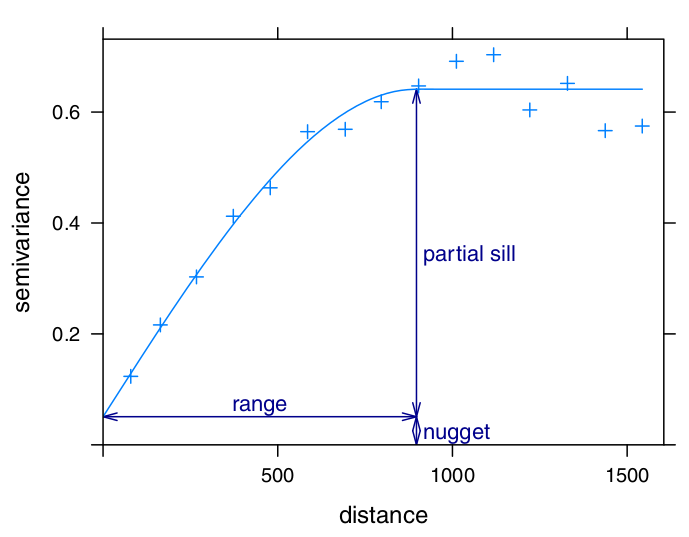 0.6
0.4
0.2
semivariance
partial sill
range
nugget
500
1000
1500
distance